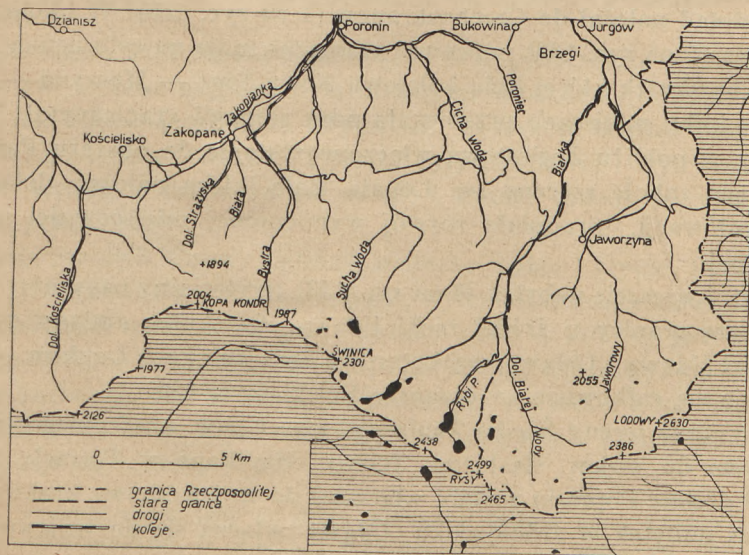 Dzianisz
Poronin
Bukowina
Jurgów
Brzegi
Zakopianka
Poroniec
Cicha Woda
Kościelisko
Zakopane
Białka
Dol. Strążyska
Biała
Bystra
Sucha Woda
Jaworzyna
Dol. Kościeliska
+1894
2004
KOPA KONDR.
1987
ŚWINICA
2301
1977
2126
Rybi P.
Dol. Białej Wody
2055
Jaworowy
LODOWY
2630
2438
2499
RYSY
2465
2386
0 5 Km
granica Rzeczpospolitej
stara granica
drogi
koleje.